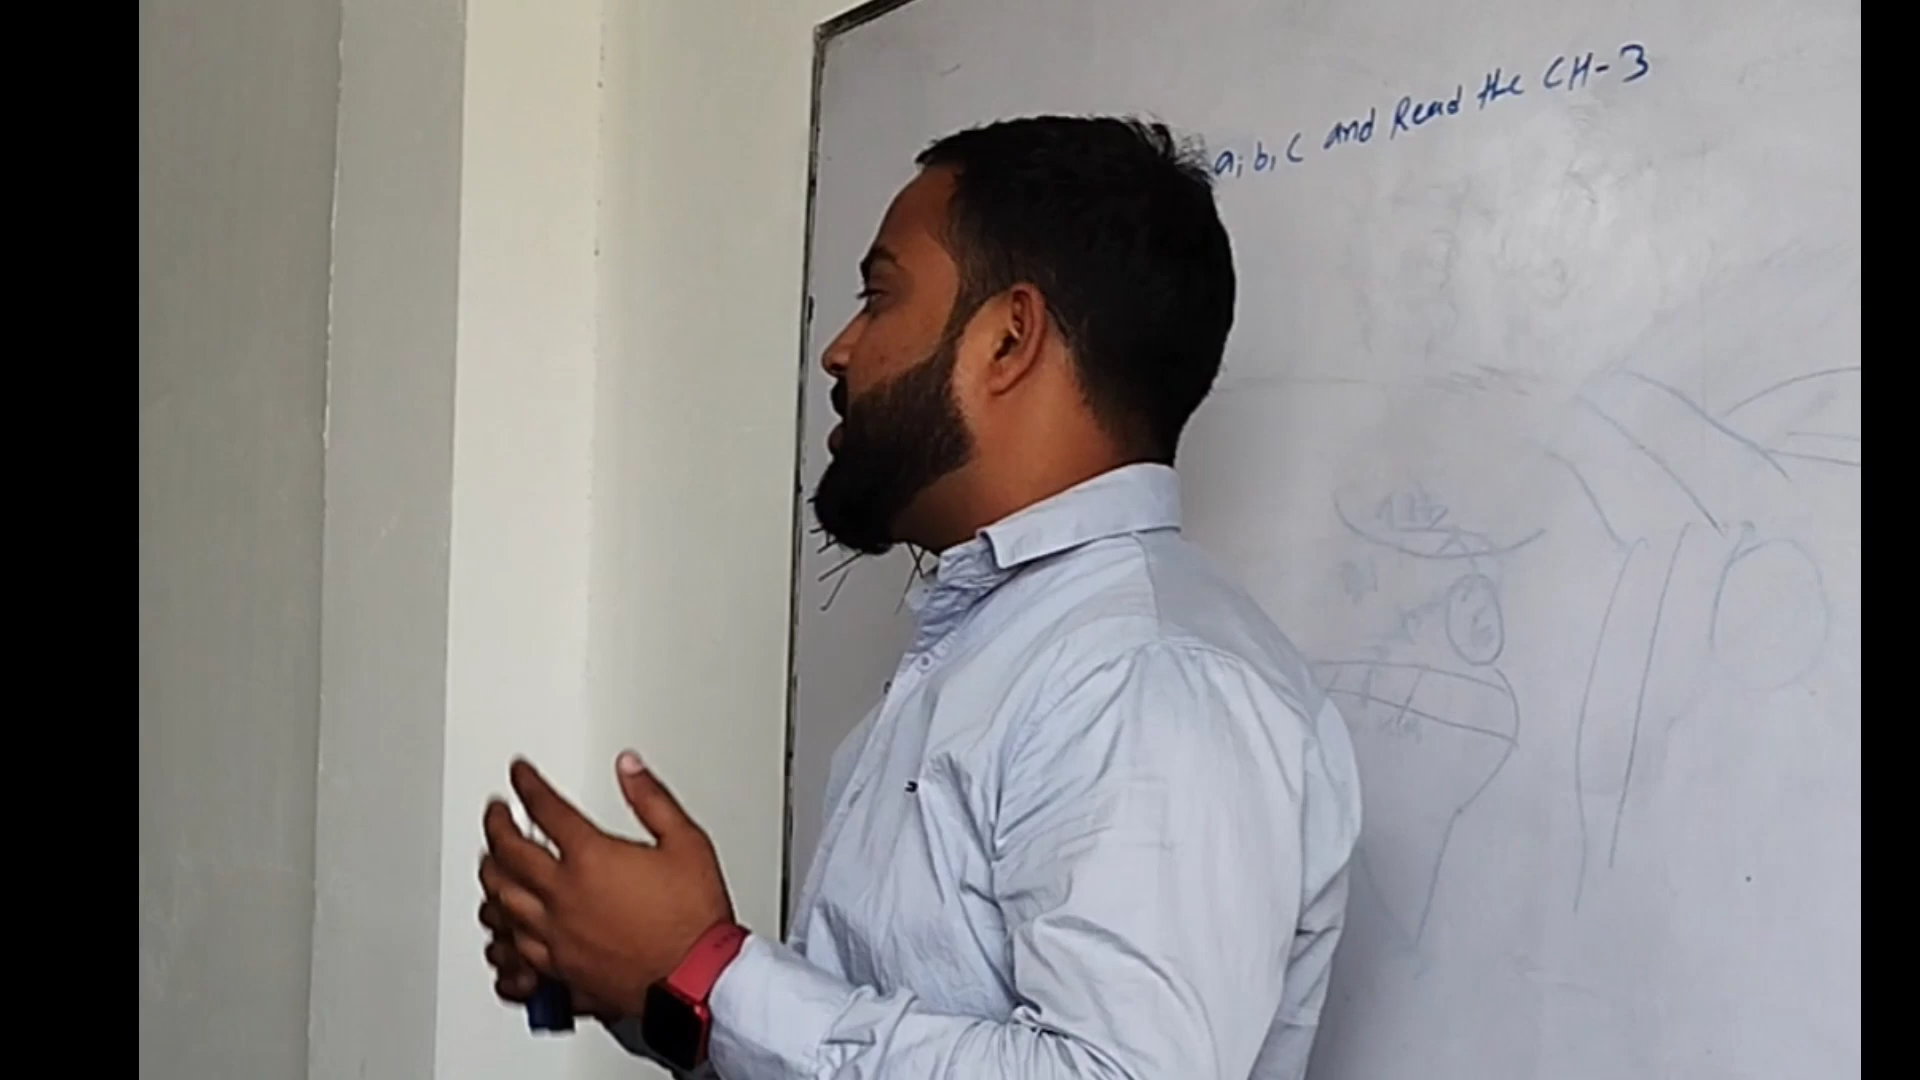 a, b, c and Read the CH-3